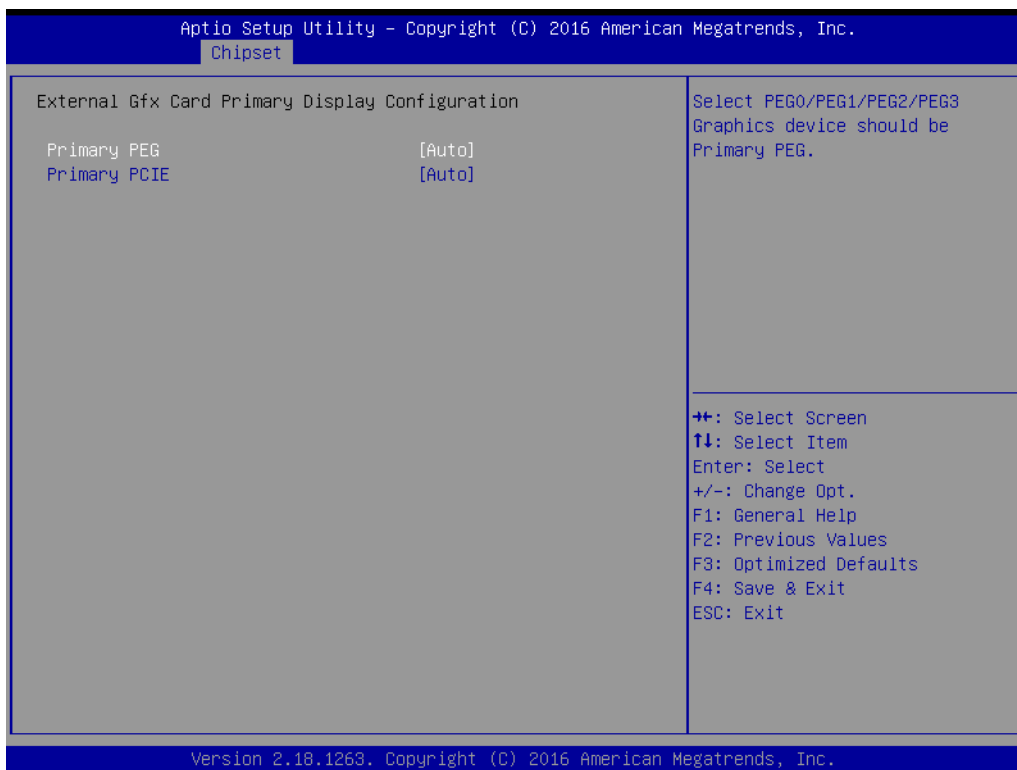 Aptio Setup Utility – Copyright (C) 2016 American Megatrends, Inc.
Chipset
External Gfx Card Primary Display Configuration
Primary PEG [Auto]
Primary PCIE [Auto]
Select PEG0/PEG1/PEG2/PEG3
Graphics device should be
Primary PEG.
→←: Select Screen
↑↓: Select Item
Enter: Select
+/-: Change Opt.
F1: General Help
F2: Previous Values
F3: Optimized Defaults
F4: Save & Exit
ESC: Exit
Version 2.18.1263. Copyright (C) 2016 American Megatrends, Inc.